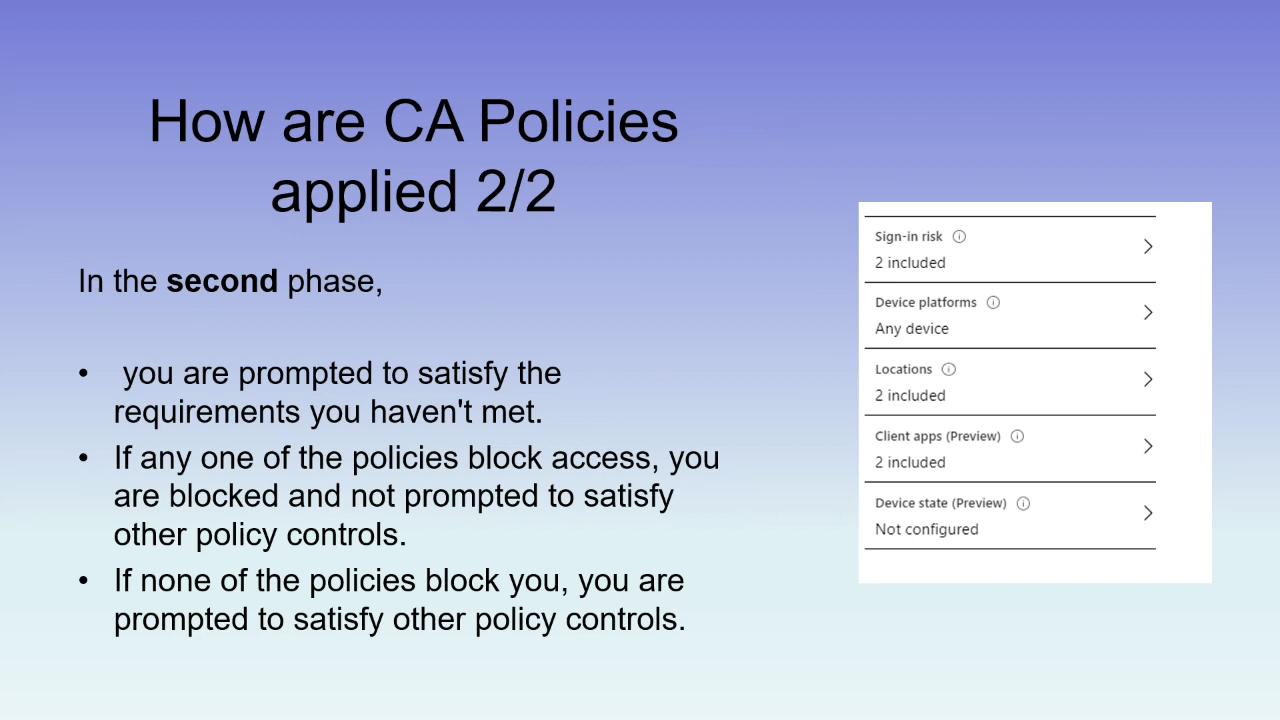 How are CA Policies
applied 2/2
In the second phase,
• you are prompted to satisfy the
requirements you haven't met.
• If any one of the policies block access, you
are blocked and not prompted to satisfy
other policy controls.
• If none of the policies block you, you are
prompted to satisfy other policy controls.
Sign-in risk
2 included
Device platforms
Any device
Locations
2 included
Client apps (Preview)
2 included
Device state (Preview)
Not configured